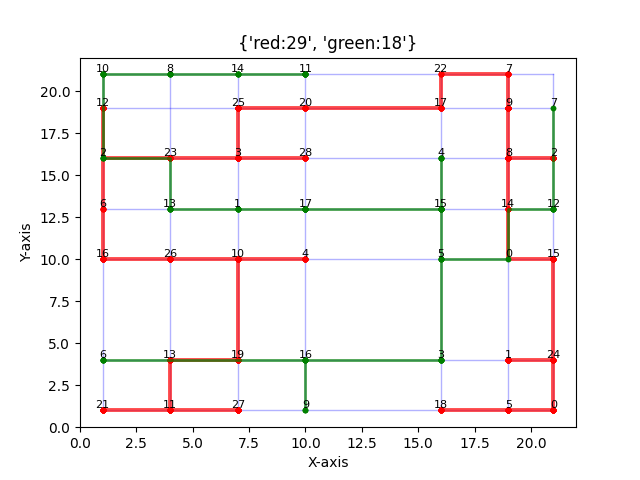 {'red:29', 'green:18'}
10 8 14 11 22 7
20.0
12 25 20 17 9 7
17.5
2 23 3 28 4 8 2
15.0
6 13 1 17 15 14 12
12.5
Y-axis
10.0
16 26 10 4 5 0 15
7.5
5.0
6 13 19 16 3 1 24
2.5
21 11 27 9 18 5 0
0.0
0.0 2.5 5.0 7.5 10.0 12.5 15.0 17.5 20.0
X-axis